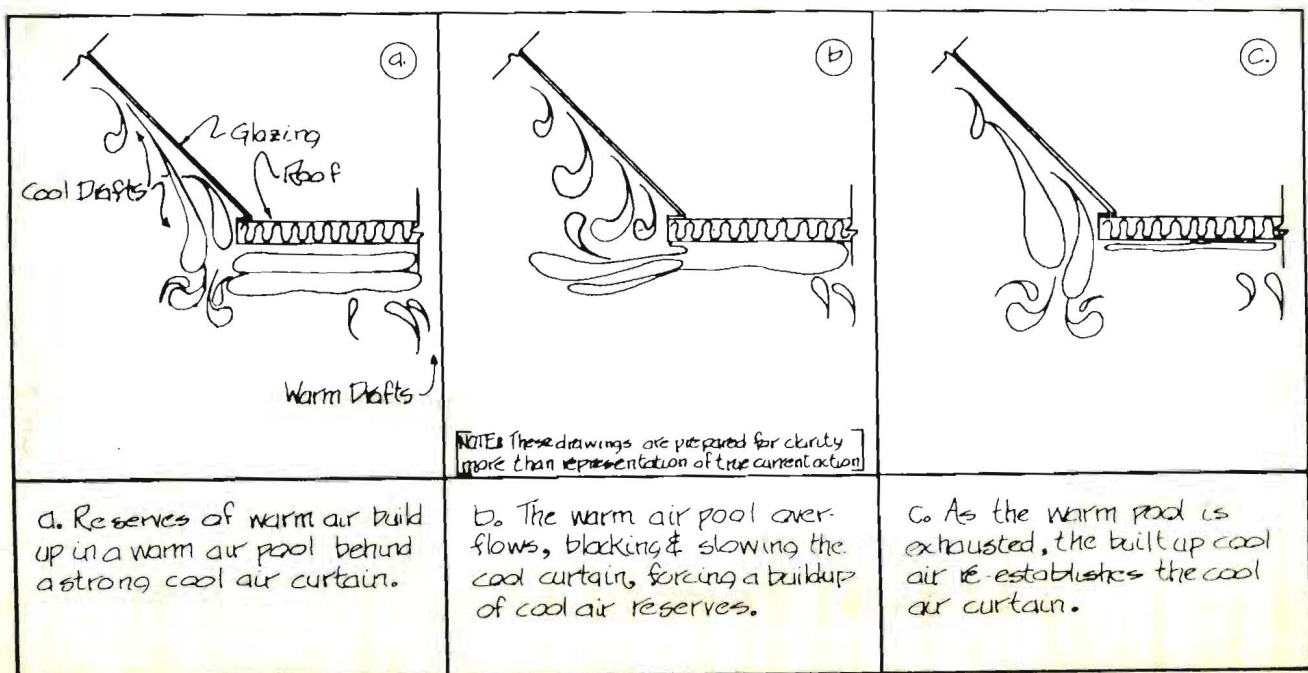 a.
Glazing
Roof
Cool Drafts
Warm Drafts
b
NOTE: These drawings are prepared for clarity
more than representation of true current action
c.
a. Reserves of warm air build
up in a warm air pool behind
a strong cool air curtain.
b. The warm air pool over-
flows, blocking & slowing the
cool curtain, forcing a buildup
of cool air reserves.
c. As the warm pool is
exhausted, the built up cool
air re-establishes the cool
air curtain.